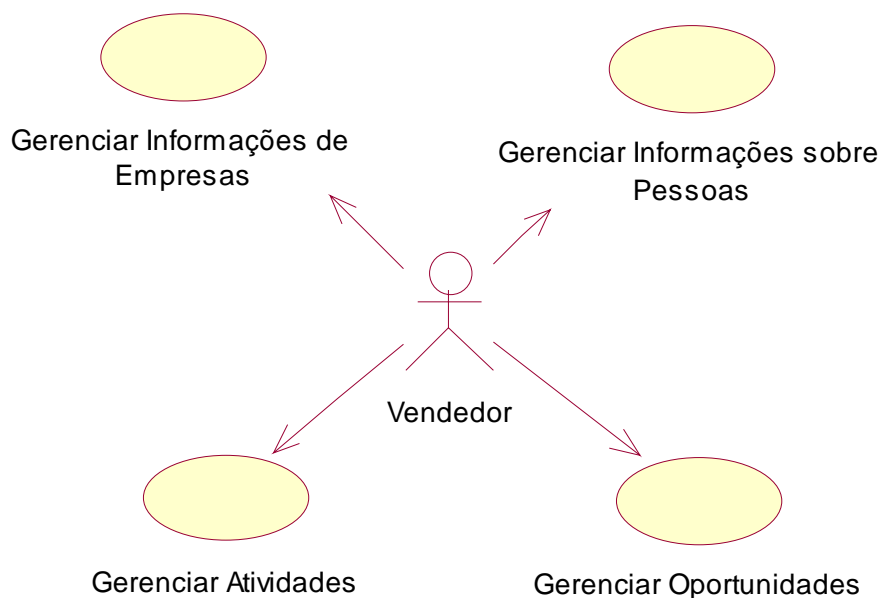 Gerenciar Informações de
Empresas
Gerenciar Informações sobre
Pessoas
Vendedor
Gerenciar Atividades
Gerenciar Oportunidades